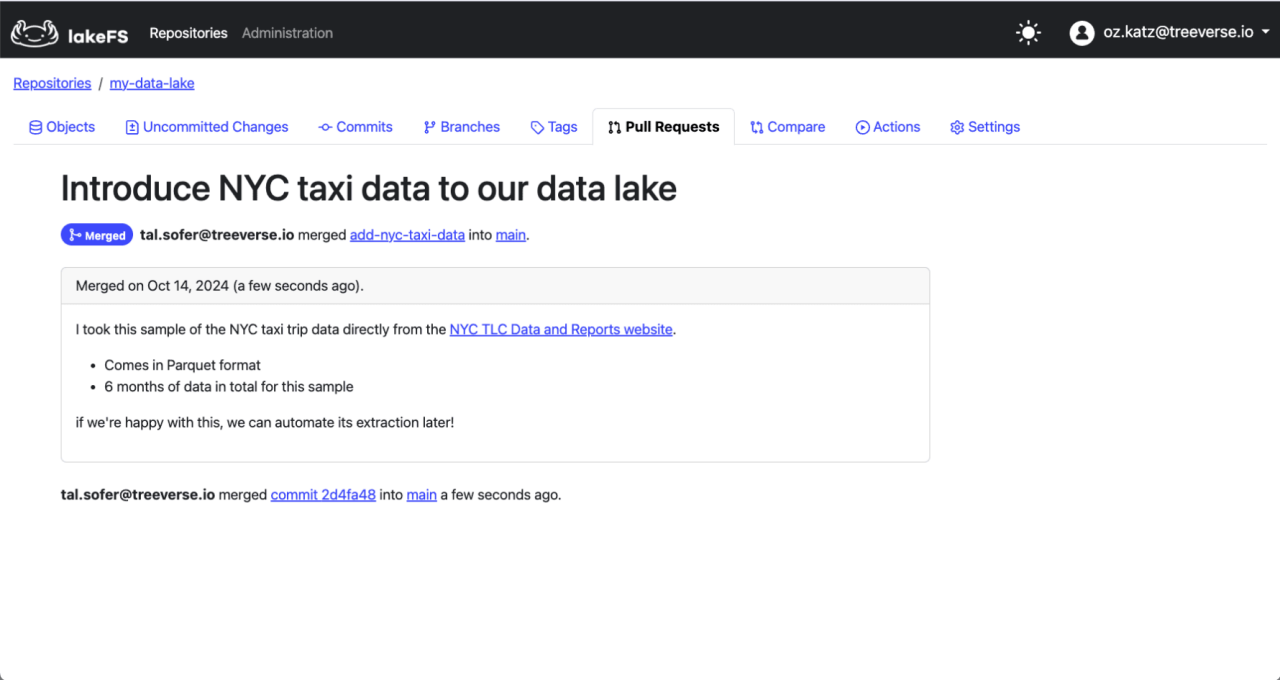 lakeFS Repositories Administration oz.katz@treeverse.io
Repositories / my-data-lake
Objects Uncommitted Changes Commits Branches Tags Pull Requests Compare Actions Settings
Introduce NYC taxi data to our data lake
Merged tal.sofer@treeverse.io merged add-nyc-taxi-data into main.
Merged on Oct 14, 2024 (a few seconds ago).
I took this sample of the NYC taxi trip data directly from the NYC TLC Data and Reports website.
• Comes in Parquet format
• 6 months of data in total for this sample
if we're happy with this, we can automate its extraction later!
tal.sofer@treeverse.io merged commit 2d4fa48 into main a few seconds ago.